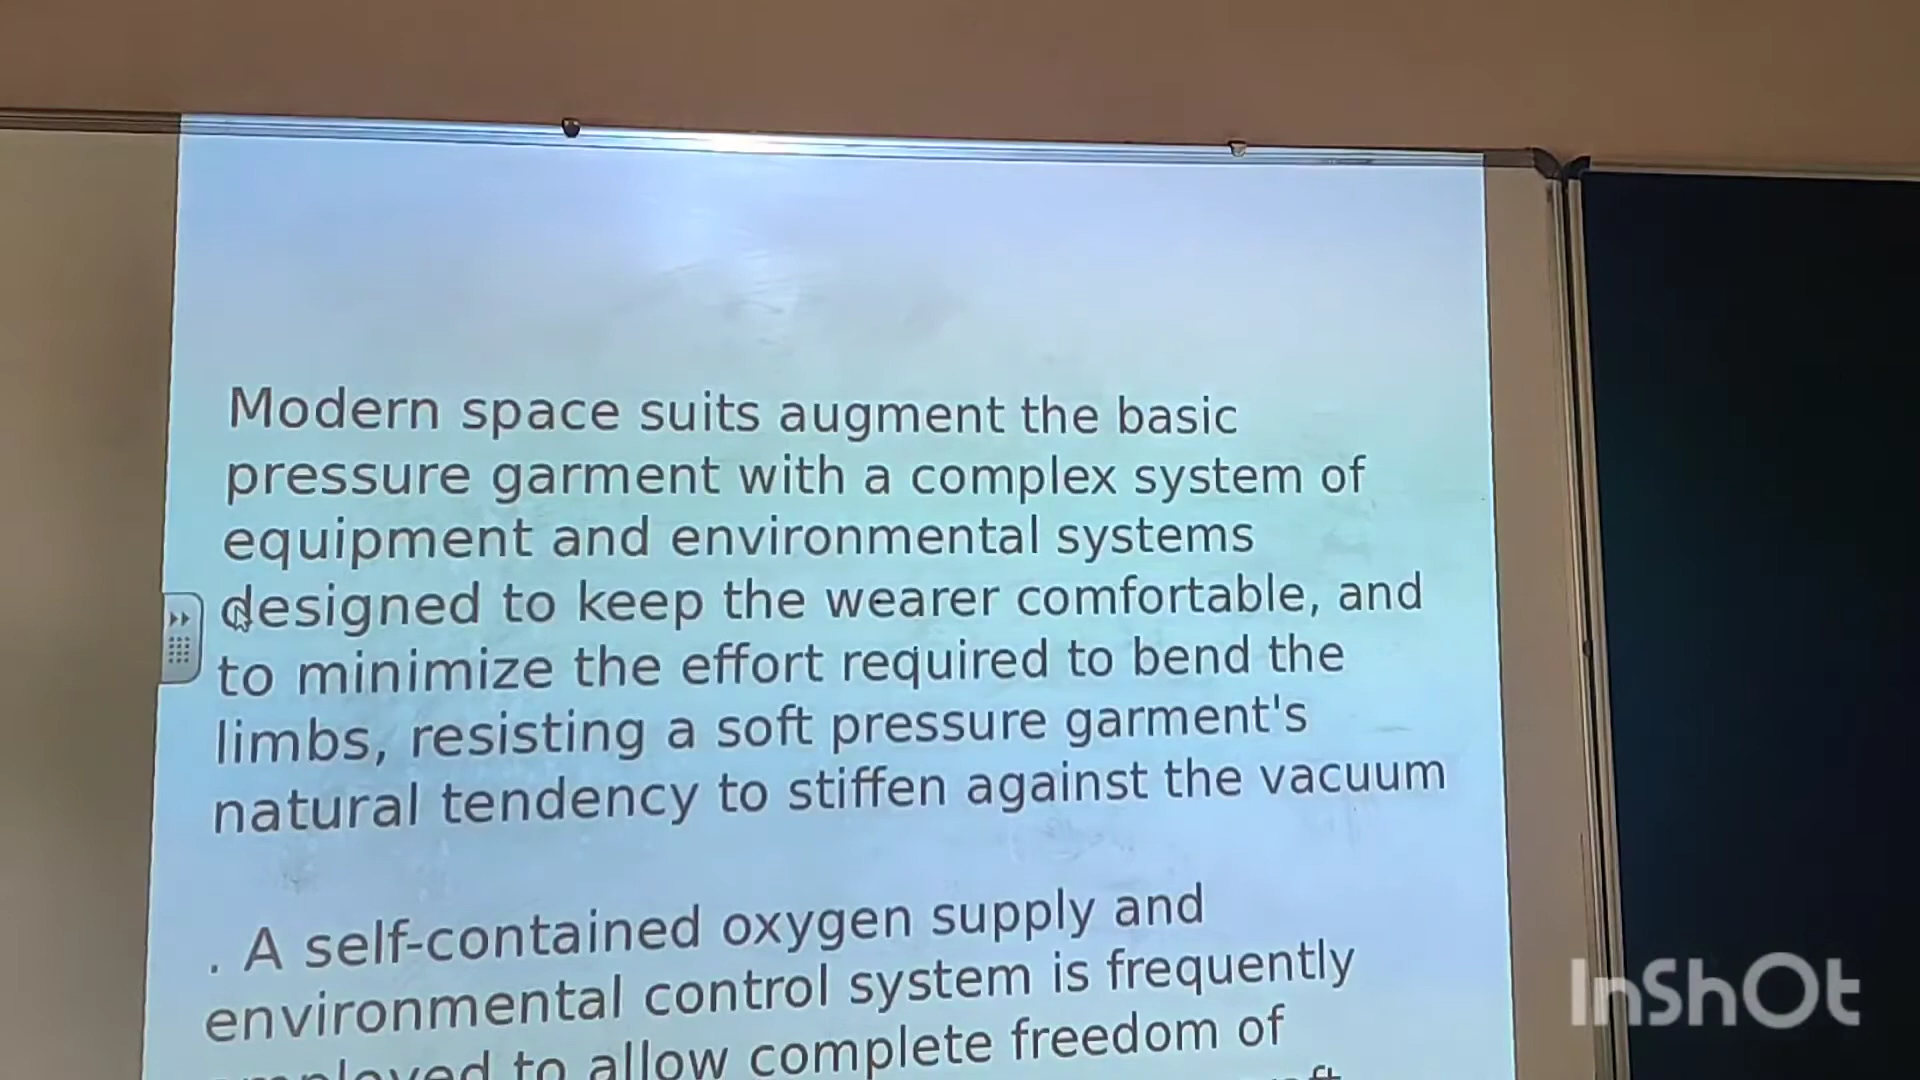 Modern space suits augment the basic
pressure garment with a complex system of
equipment and environmental systems
designed to keep the wearer comfortable, and
to minimize the effort required to bend the
limbs, resisting a soft pressure garment's
natural tendency to stiffen against the vacuum
. A self-contained oxygen supply and
environmental control system is frequently
employed to allow complete freedom of
InShOt